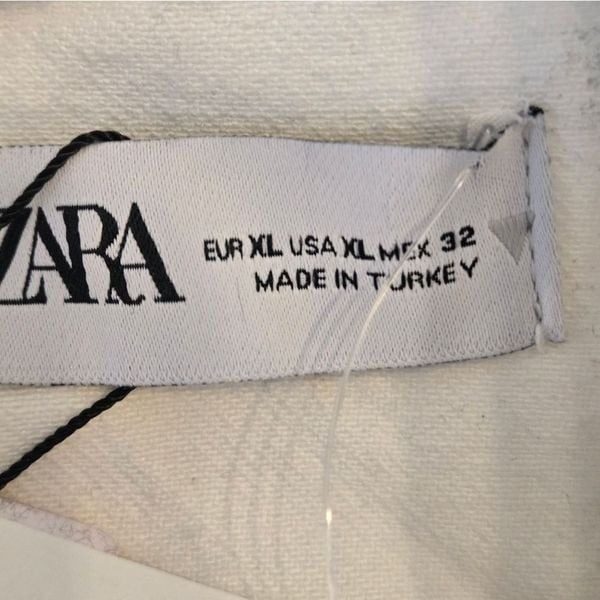 ZARA
EUR XL USA XL MEX 32
MADE IN TURKEY